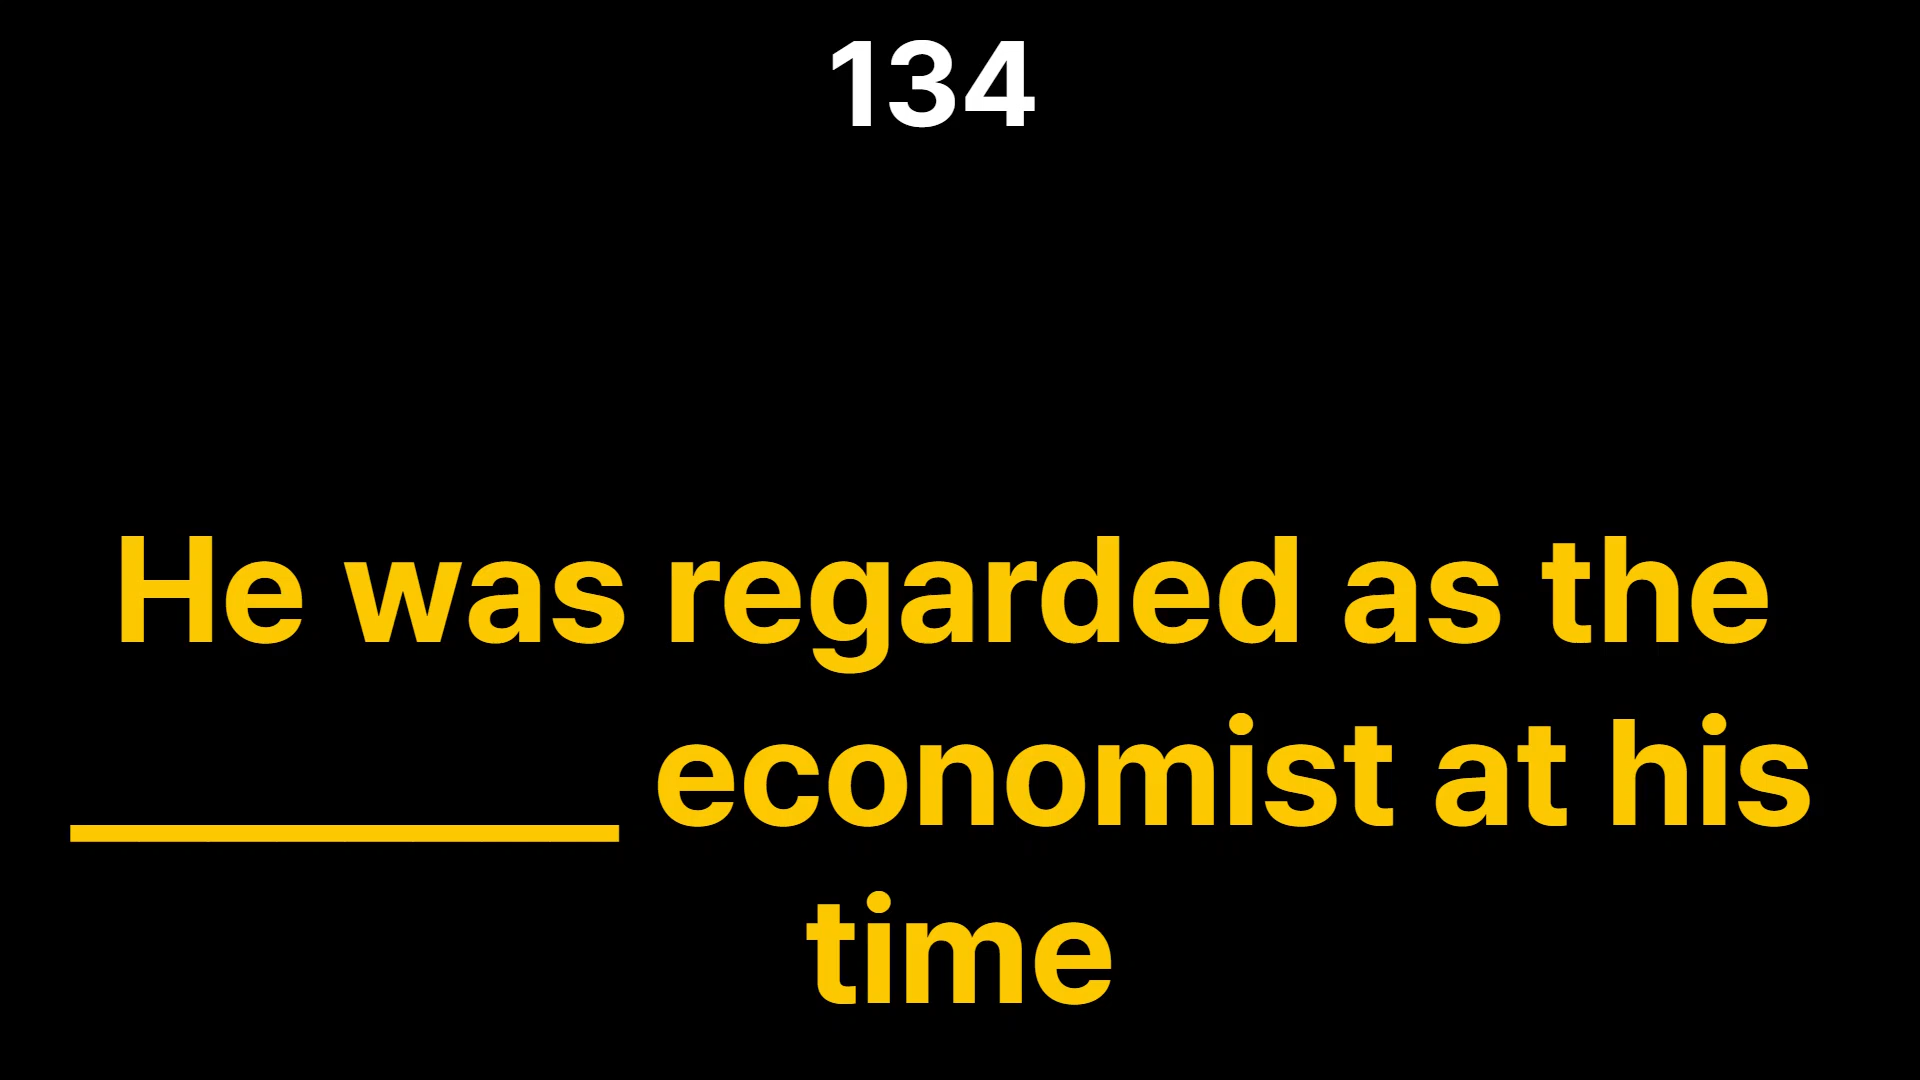 134
He was regarded as the
________ economist at his
time